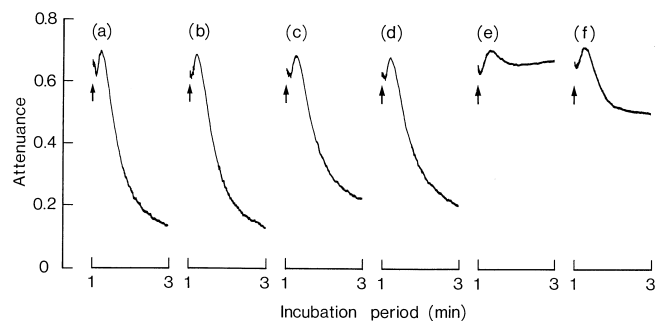 (a) (b) (c) (d) (e) (f)
0.8
0.6
0.4
0.2
0
Attenuance
1 3 1 3 1 3 1 3 1 3 1 3
Incubation period (min)